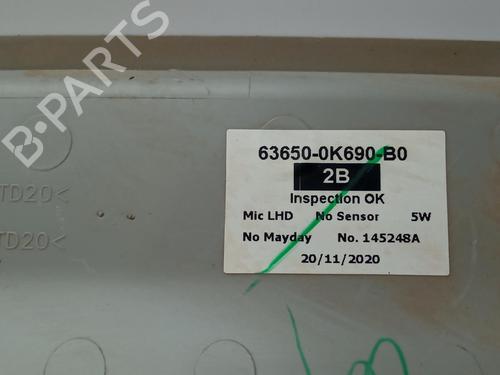 B-PARTS
63650-0K690-B0
2B
Inspection OK
Mic LHD No Sensor 5W
No Mayday No. 145248A
20/11/2020
TD20<
TD20<